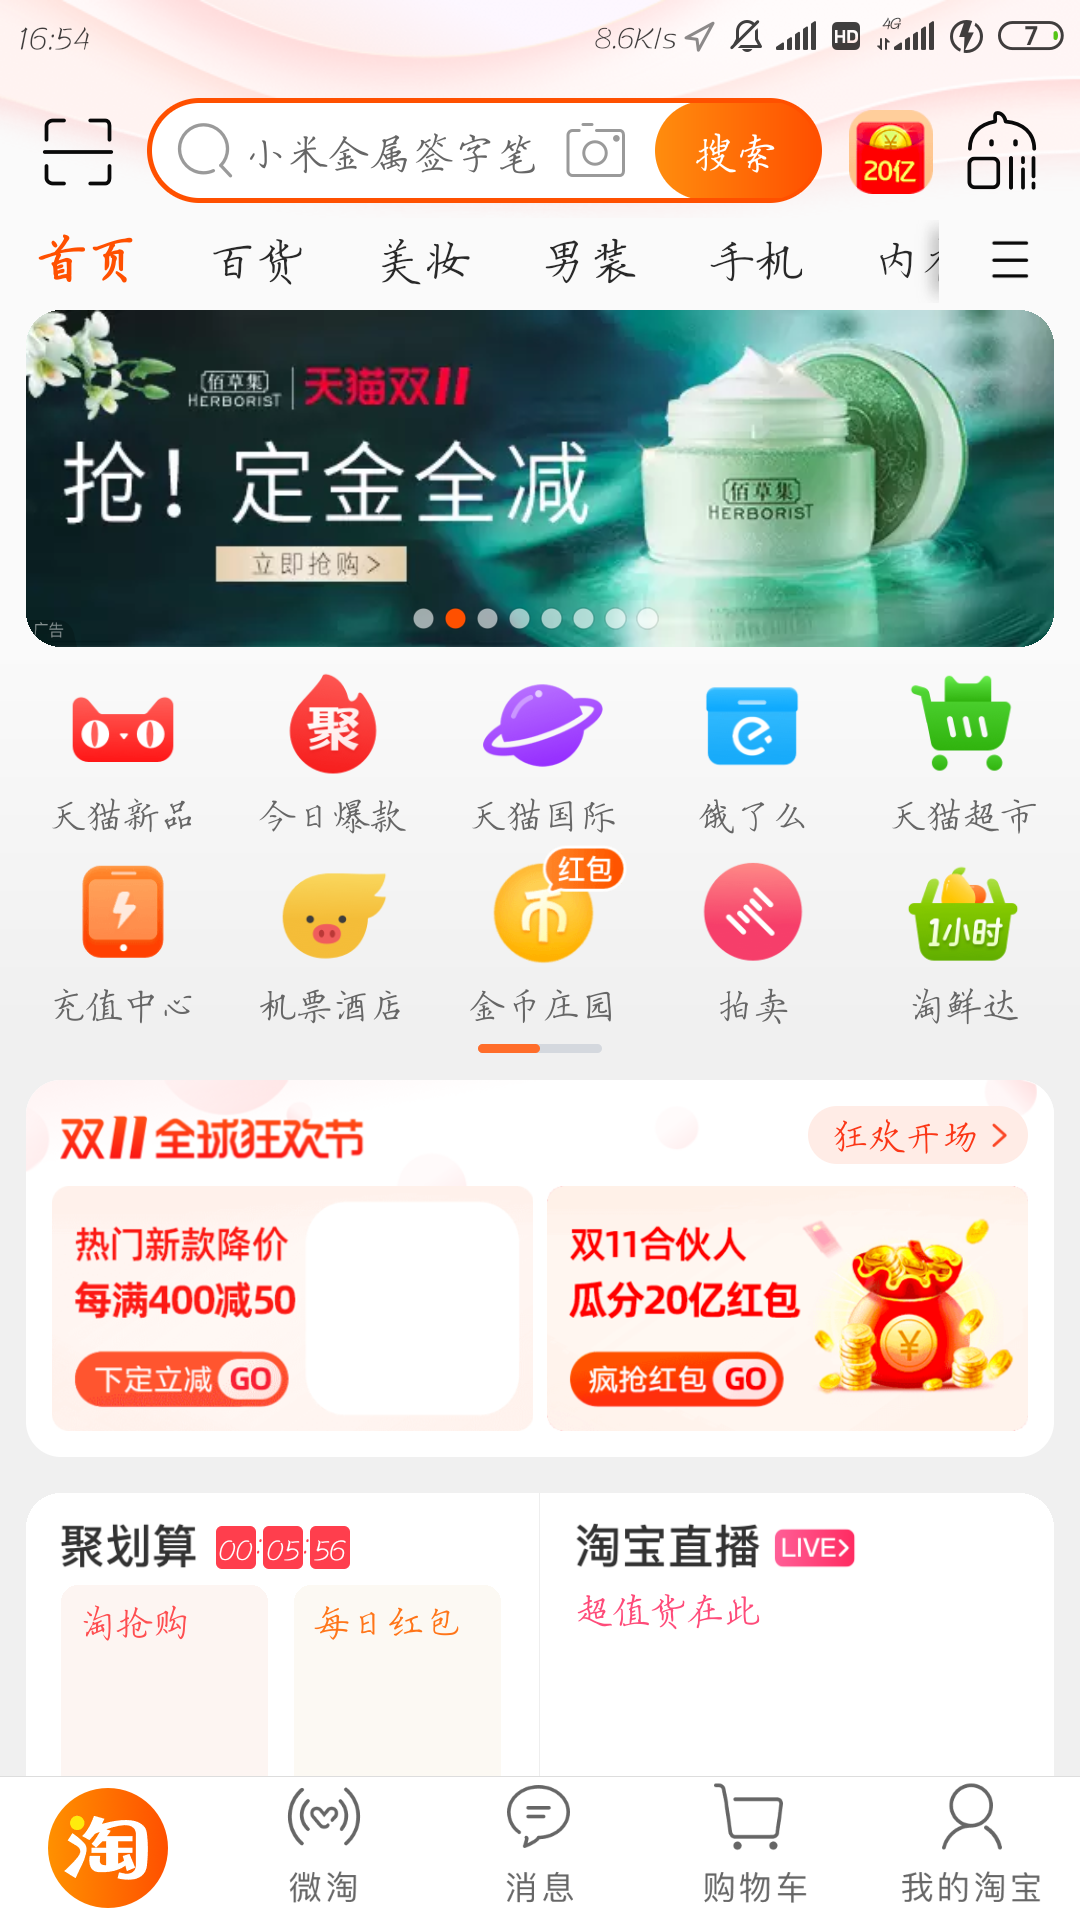 16:54 8.6K/s HD 4G 7
小米金属签字笔 搜索 20亿
首页 百货 美妆 男装 手机 内
佰草集 HERBORIST 天猫双11
抢！定金全减
立即抢购>
佰草集
HERBORIST
广告
聚
天猫新品 今日爆款 天猫国际 饿了么 天猫超市
红包
币 1小时
充值中心 机票酒店 金币庄园 拍卖 淘鲜达
双11全球狂欢节 狂欢开场 >
热门新款降价 双11合伙人
每满400减50 瓜分20亿红包
下定立减 GO 疯抢红包 GO
聚划算 00:05:56 淘宝直播 LIVE>
淘抢购 每日红包 超值货在此
淘 微淘 消息 购物车 我的淘宝